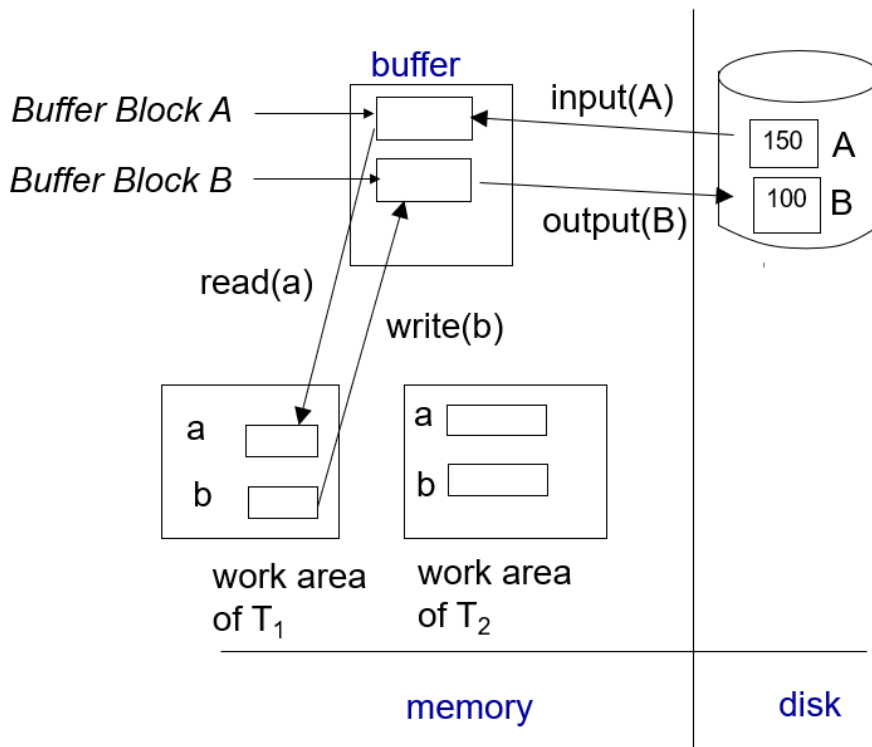 buffer
Buffer Block A
input(A)
150
A
Buffer Block B
100
B
output(B)
read(a)
write(b)
a
b
a
b
work area
of T₁
work area
of T₂
memory
disk